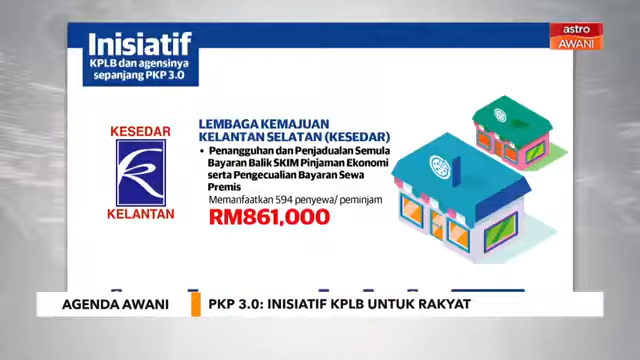 Inisiatif
KPLB dan agensinya
sepanjang PKP 3.0
astro
AWANI
KESEDAR
KELANTAN
LEMBAGA KEMAJUAN
KELANTAN SELATAN (KESEDAR)
• Penangguhan dan Penjadualan Semula
Bayaran Balik SKIM Pinjaman Ekonomi
serta Pengecualian Bayaran Sewa
Premis
Memanfaatkan 594 penyewa/ peminjam
RM861,000
AGENDA AWANI
PKP 3.0: INISIATIF KPLB UNTUK RAKYAT